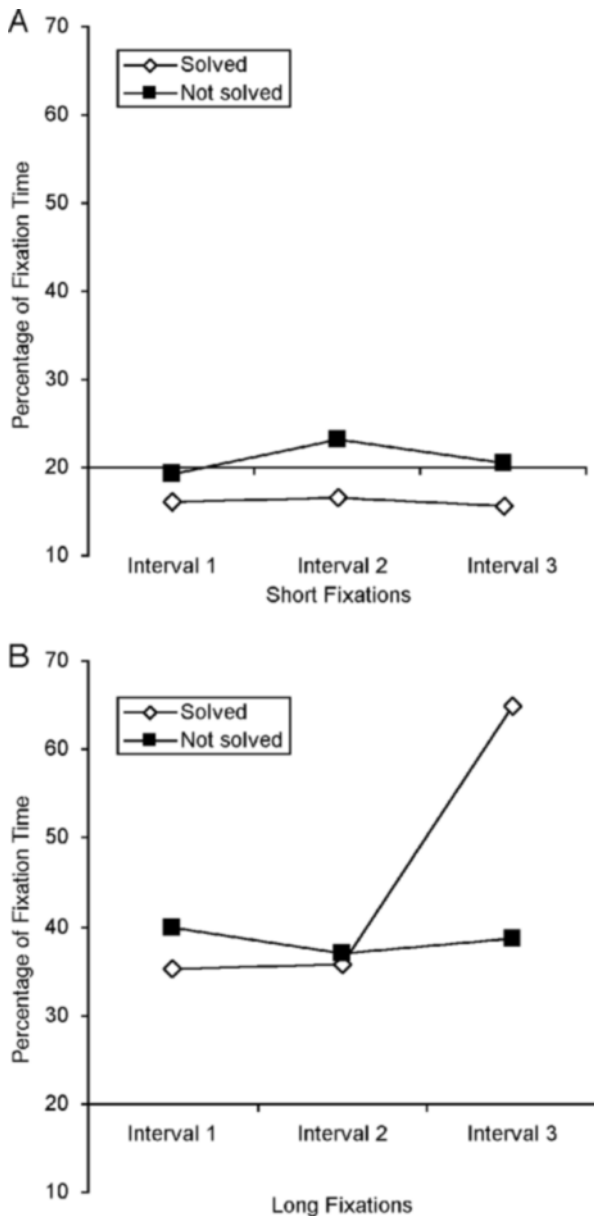 A
70
60
50
40
30
20
10
Percentage of Fixation Time
Solved
Not solved
Interval 1 Interval 2 Interval 3
Short Fixations
B
70
60
50
40
30
20
10
Percentage of Fixation Time
Solved
Not solved
Interval 1 Interval 2 Interval 3
Long Fixations